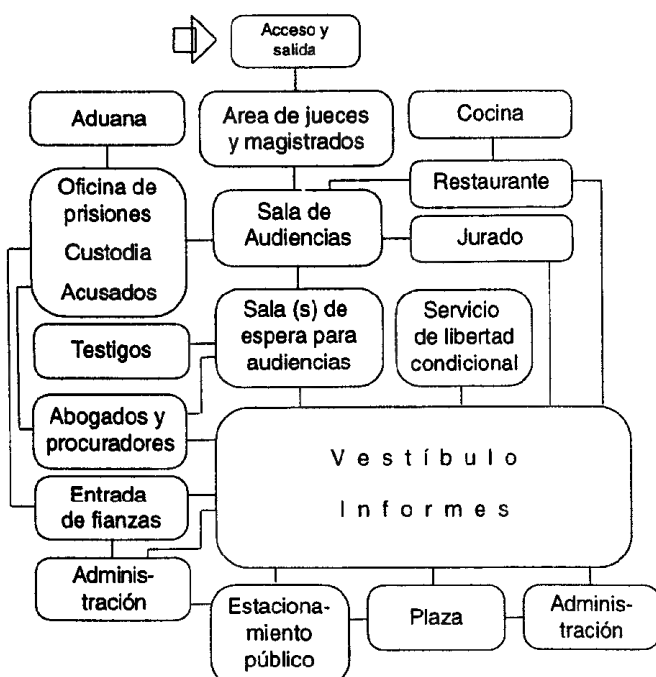 Acceso y
salida
Aduana
Area de jueces
y magistrados
Cocina
Oficina de
prisiones
Custodia
Acusados
Sala de
Audiencias
Restaurante
Jurado
Testigos
Sala (s) de
espera para
audiencias
Servicio
de libertad
condicional
Abogados y
procuradores
Vestíbulo
Informes
Entrada
de fianzas
Adminis-
tración
Estaciona-
miento
público
Plaza
Adminis-
tración